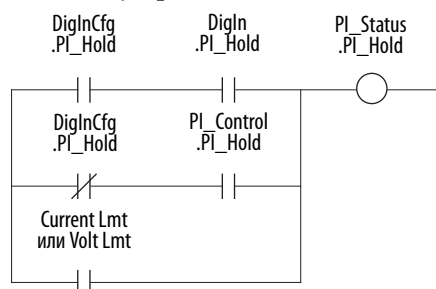 DigInCfg
.PI_Hold
DigIn
.PI_Hold
PI_Status
.PI_Hold
DigInCfg
.PI_Hold
PI_Control
.PI_Hold
Current Lmt
или Volt Lmt